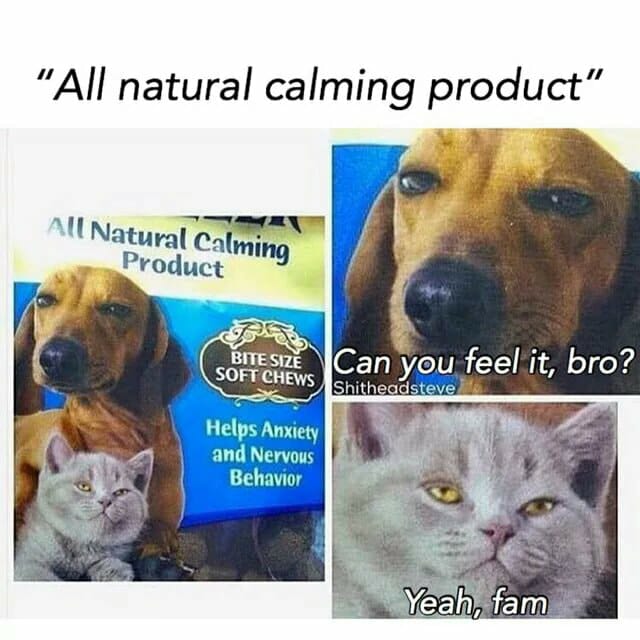 "All natural calming product"
All Natural Calming
Product
BITE SIZE
SOFT CHEWS
Helps Anxiety
and Nervous
Behavior
Can you feel it, bro?
Shitheadsteve
Yeah, fam